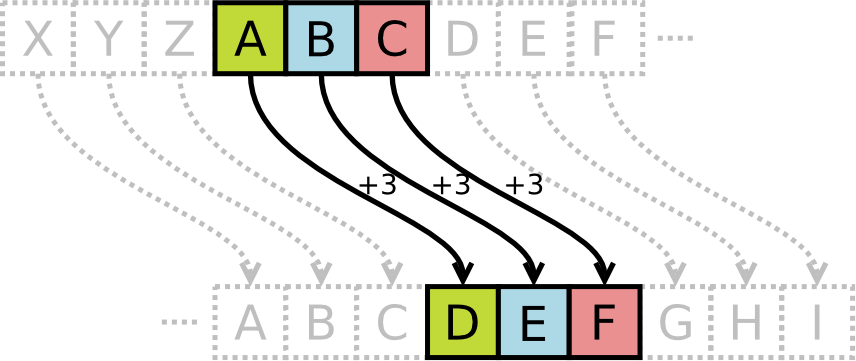 X Y Z A B C D E F ....
+3 +3 +3
.... A B C D E F G H I